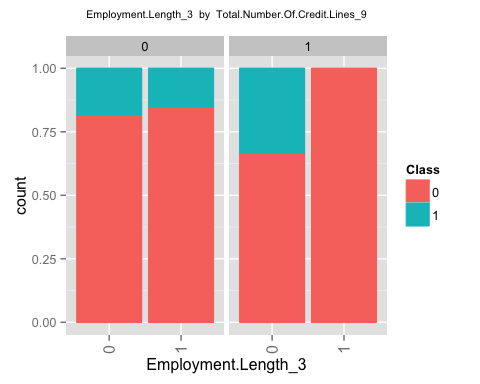 Employment.Length_3 by Total.Number.Of.Credit.Lines_9
0 1
1.00
0.75
0.50
0.25
0.00
count
0 1 0 1
Employment.Length_3
Class
0
1